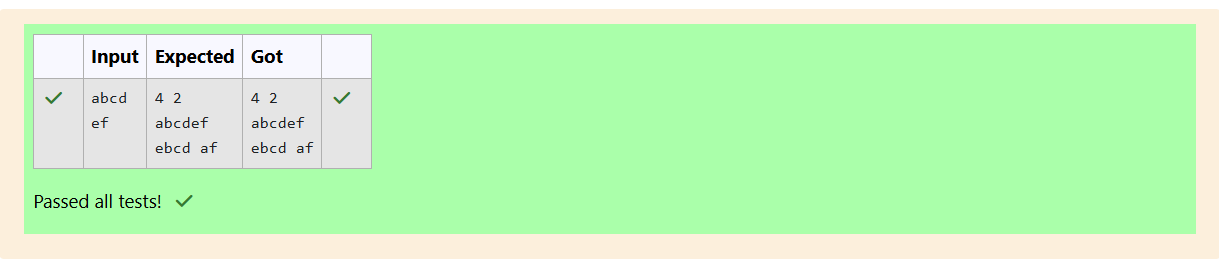 Input Expected Got
abcd 4 2 4 2
ef abcdef abcdef
ebcd af ebcd af
Passed all tests!